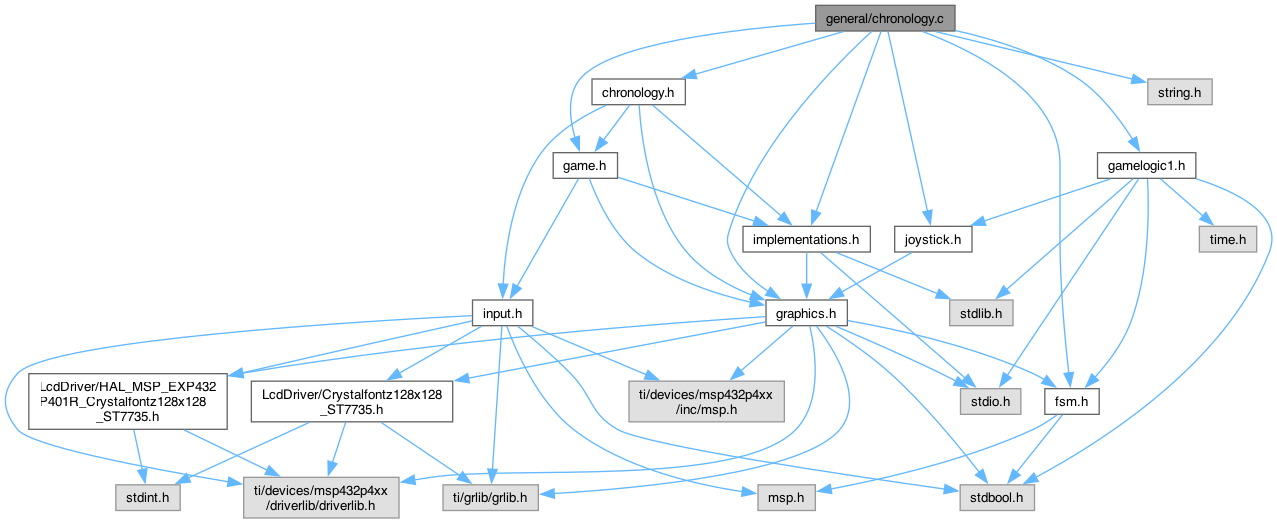 general/chronology.c
chronology.h
string.h
game.h
gamelogic1.h
implementations.h
joystick.h
time.h
input.h
graphics.h
stdlib.h
LcdDriver/HAL_MSP_EXP432
P401R_Crystalfontz128x128
_ST7735.h
LcdDriver/Crystalfontz128x128
_ST7735.h
ti/devices/msp432p4xx
/inc/msp.h
stdio.h
fsm.h
stdint.h
ti/devices/msp432p4xx
/driverlib/driverlib.h
ti/grlib/grlib.h
msp.h
stdbool.h